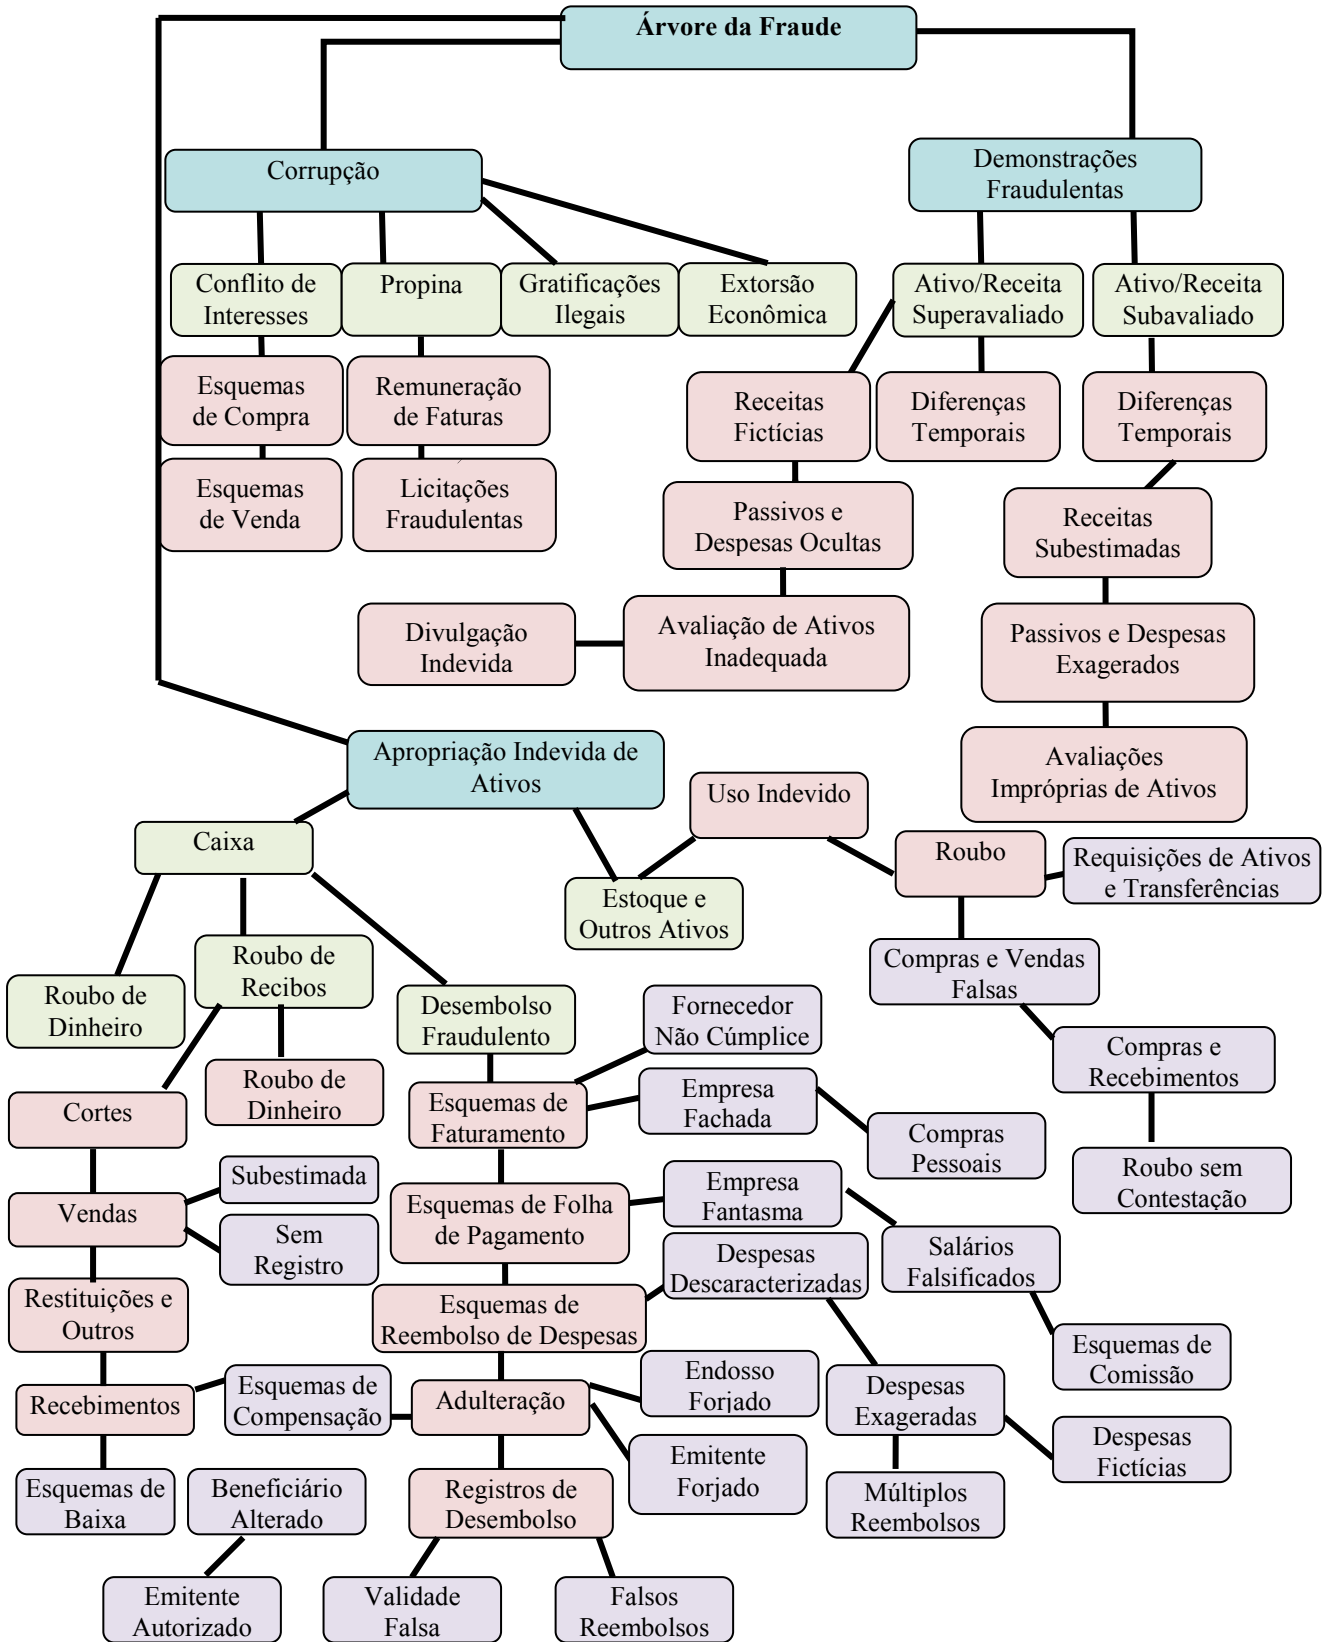 Árvore da Fraude
Corrupção
Demonstrações
Fraudulentas
Conflito de
Interesses
Propina
Gratificações
Ilegais
Extorsão
Econômica
Ativo/Receita
Superavaliado
Ativo/Receita
Subavaliado
Esquemas
de Compra
Remuneração
de Faturas
Receitas
Fictícias
Diferenças
Temporais
Diferenças
Temporais
Esquemas
de Venda
Licitações
Fraudulentas
Passivos e
Despesas Ocultas
Receitas
Subestimadas
Divulgação
Indevida
Avaliação de Ativos
Inadequada
Passivos e Despesas
Exagerados
Avaliações
Impróprias de Ativos
Apropriação Indevida de
Ativos
Uso Indevido
Caixa
Roubo
Requisições de Ativos
e Transferências
Estoque e
Outros Ativos
Roubo de
Recibos
Compras e Vendas
Falsas
Roubo de
Dinheiro
Desembolso
Fraudulento
Fornecedor
Não Cúmplice
Compras e
Recebimentos
Roubo de
Dinheiro
Cortes
Esquemas de
Faturamento
Empresa
Fachada
Compras
Pessoais
Roubo sem
Contestação
Subestimada
Vendas
Esquemas de Folha
de Pagamento
Empresa
Fantasma
Sem
Registro
Despesas
Descaracterizadas
Salários
Falsificados
Restituições e
Outros
Esquemas de
Reembolso de Despesas
Esquemas de
Comissão
Recebimentos
Esquemas de
Compensação
Adulteração
Endosso
Forjado
Despesas
Exageradas
Despesas
Fictícias
Emitente
Forjado
Esquemas de
Baixa
Beneficiário
Alterado
Registros de
Desembolso
Múltiplos
Reembolsos
Emitente
Autorizado
Validade
Falsa
Falsos
Reembolsos